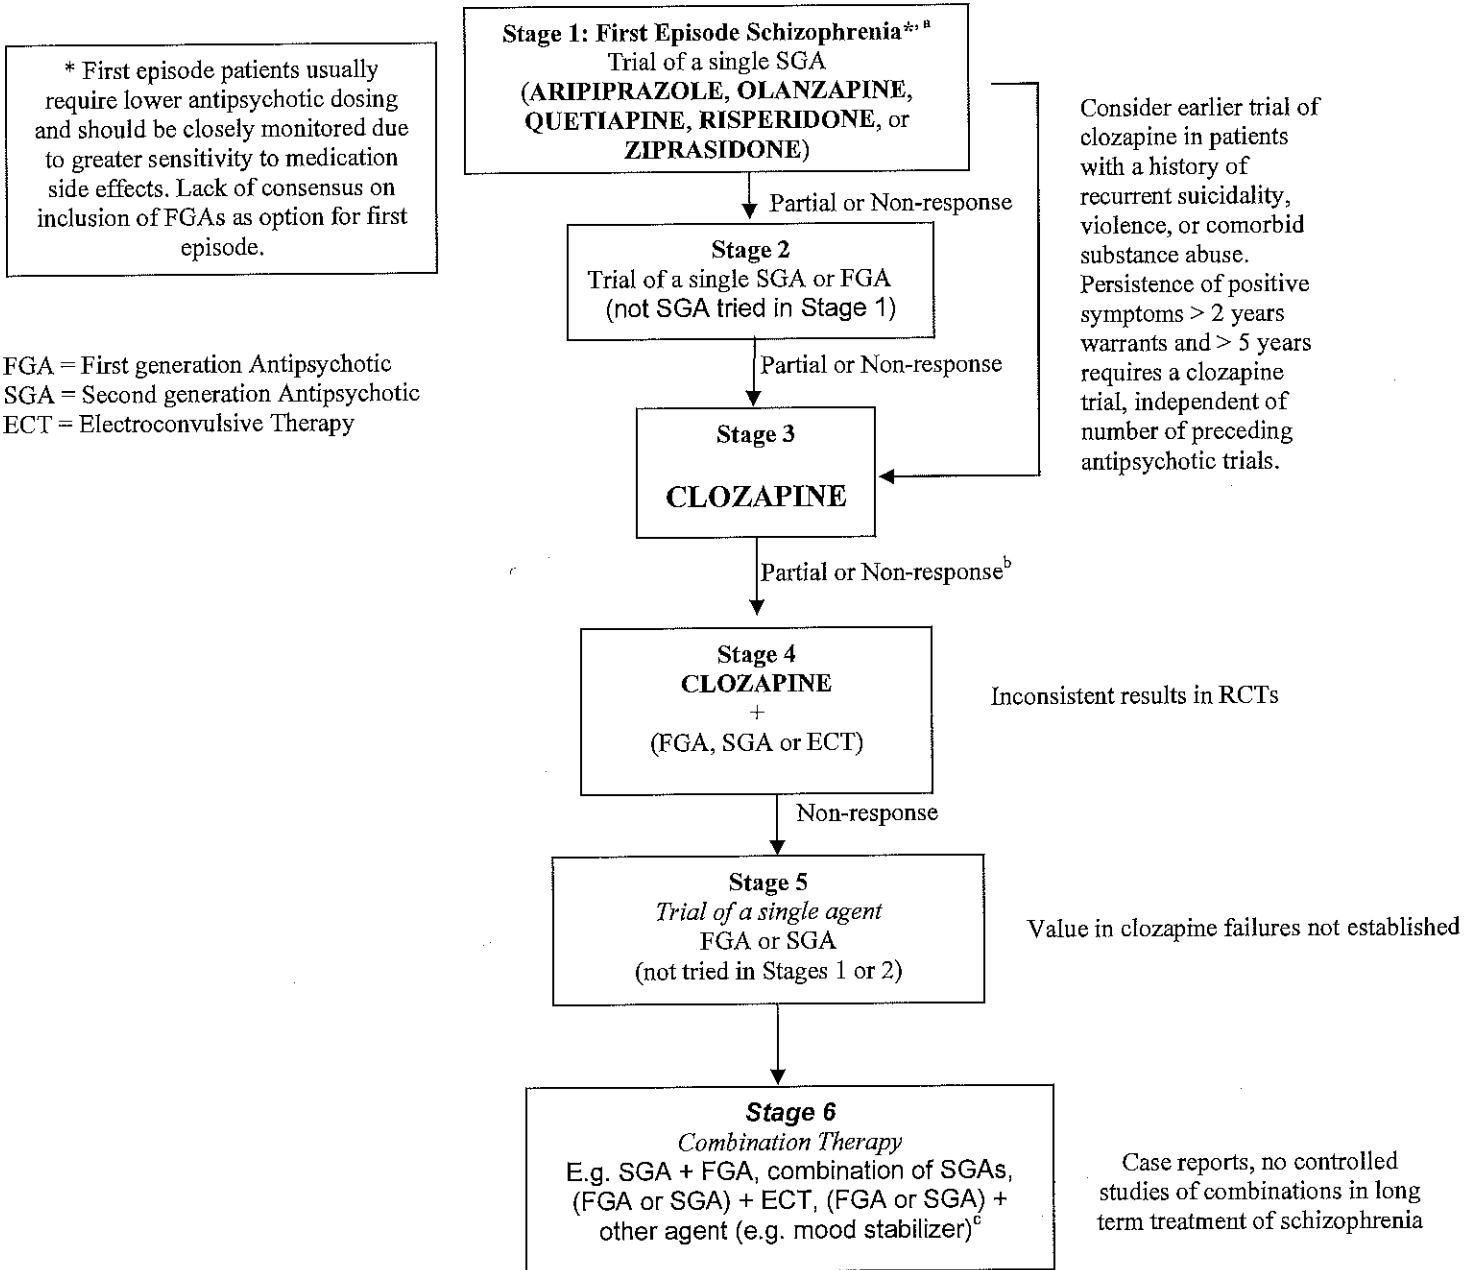 Stage 1: First Episode Schizophrenia*, a
Trial of a single SGA
(ARIPIPRAZOLE, OLANZAPINE,
QUETIAPINE, RISPERIDONE, or
ZIPRASIDONE)
* First episode patients usually
require lower antipsychotic dosing
and should be closely monitored due
to greater sensitivity to medication
side effects. Lack of consensus on
inclusion of FGAs as option for first
episode.
Consider earlier trial of
clozapine in patients
with a history of
recurrent suicidality,
violence, or comorbid
substance abuse.
Persistence of positive
symptoms > 2 years
warrants and > 5 years
requires a clozapine
trial, independent of
number of preceding
antipsychotic trials.
Partial or Non-response
Stage 2
Trial of a single SGA or FGA
(not SGA tried in Stage 1)
FGA = First generation Antipsychotic
SGA = Second generation Antipsychotic
ECT = Electroconvulsive Therapy
Partial or Non-response
Stage 3
CLOZAPINE
Partial or Non-response b
Stage 4
CLOZAPINE
+
(FGA, SGA or ECT)
Inconsistent results in RCTs
Non-response
Stage 5
Trial of a single agent
FGA or SGA
(not tried in Stages 1 or 2)
Value in clozapine failures not established
Stage 6
Combination Therapy
E.g. SGA + FGA, combination of SGAs,
(FGA or SGA) + ECT, (FGA or SGA) +
other agent (e.g. mood stabilizer) c
Case reports, no controlled
studies of combinations in long
term treatment of schizophrenia